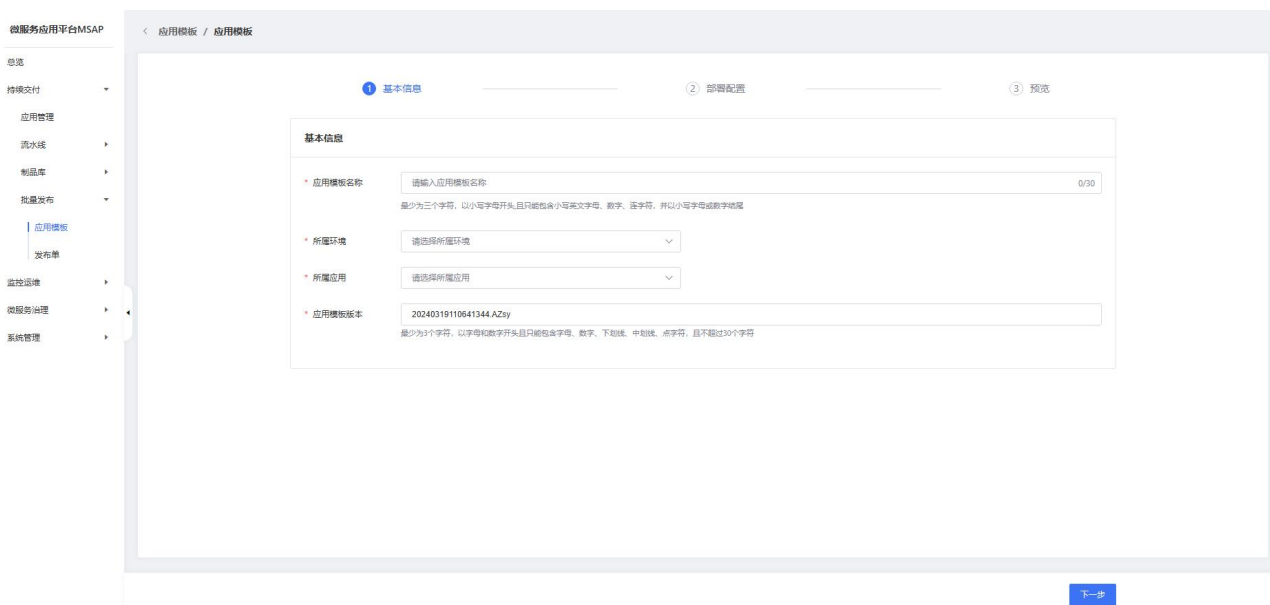 微服务应用平台MSAP
应用模板 / 应用模板
总览
持续交付
应用管理
流水线
制品库
批量发布
应用模板
发布单
监控运维
微服务治理
系统管理
1 基本信息
2 部署配置
3 预览
基本信息
* 应用模板名称 请输入应用模板名称 0/30
最少为三个字符，以小写字母开头,且只能包含小写英文字母、数字、连字符，并以小写字母或数字结尾
* 所属环境 请选择所属环境
* 所属应用 请选择所属应用
* 应用模板版本 20240319110641344.AZsy
最少为3个字符，以字母和数字开头且只能包含字母、数字、下划线、中划线、点字符，且不超过30个字符
下一步